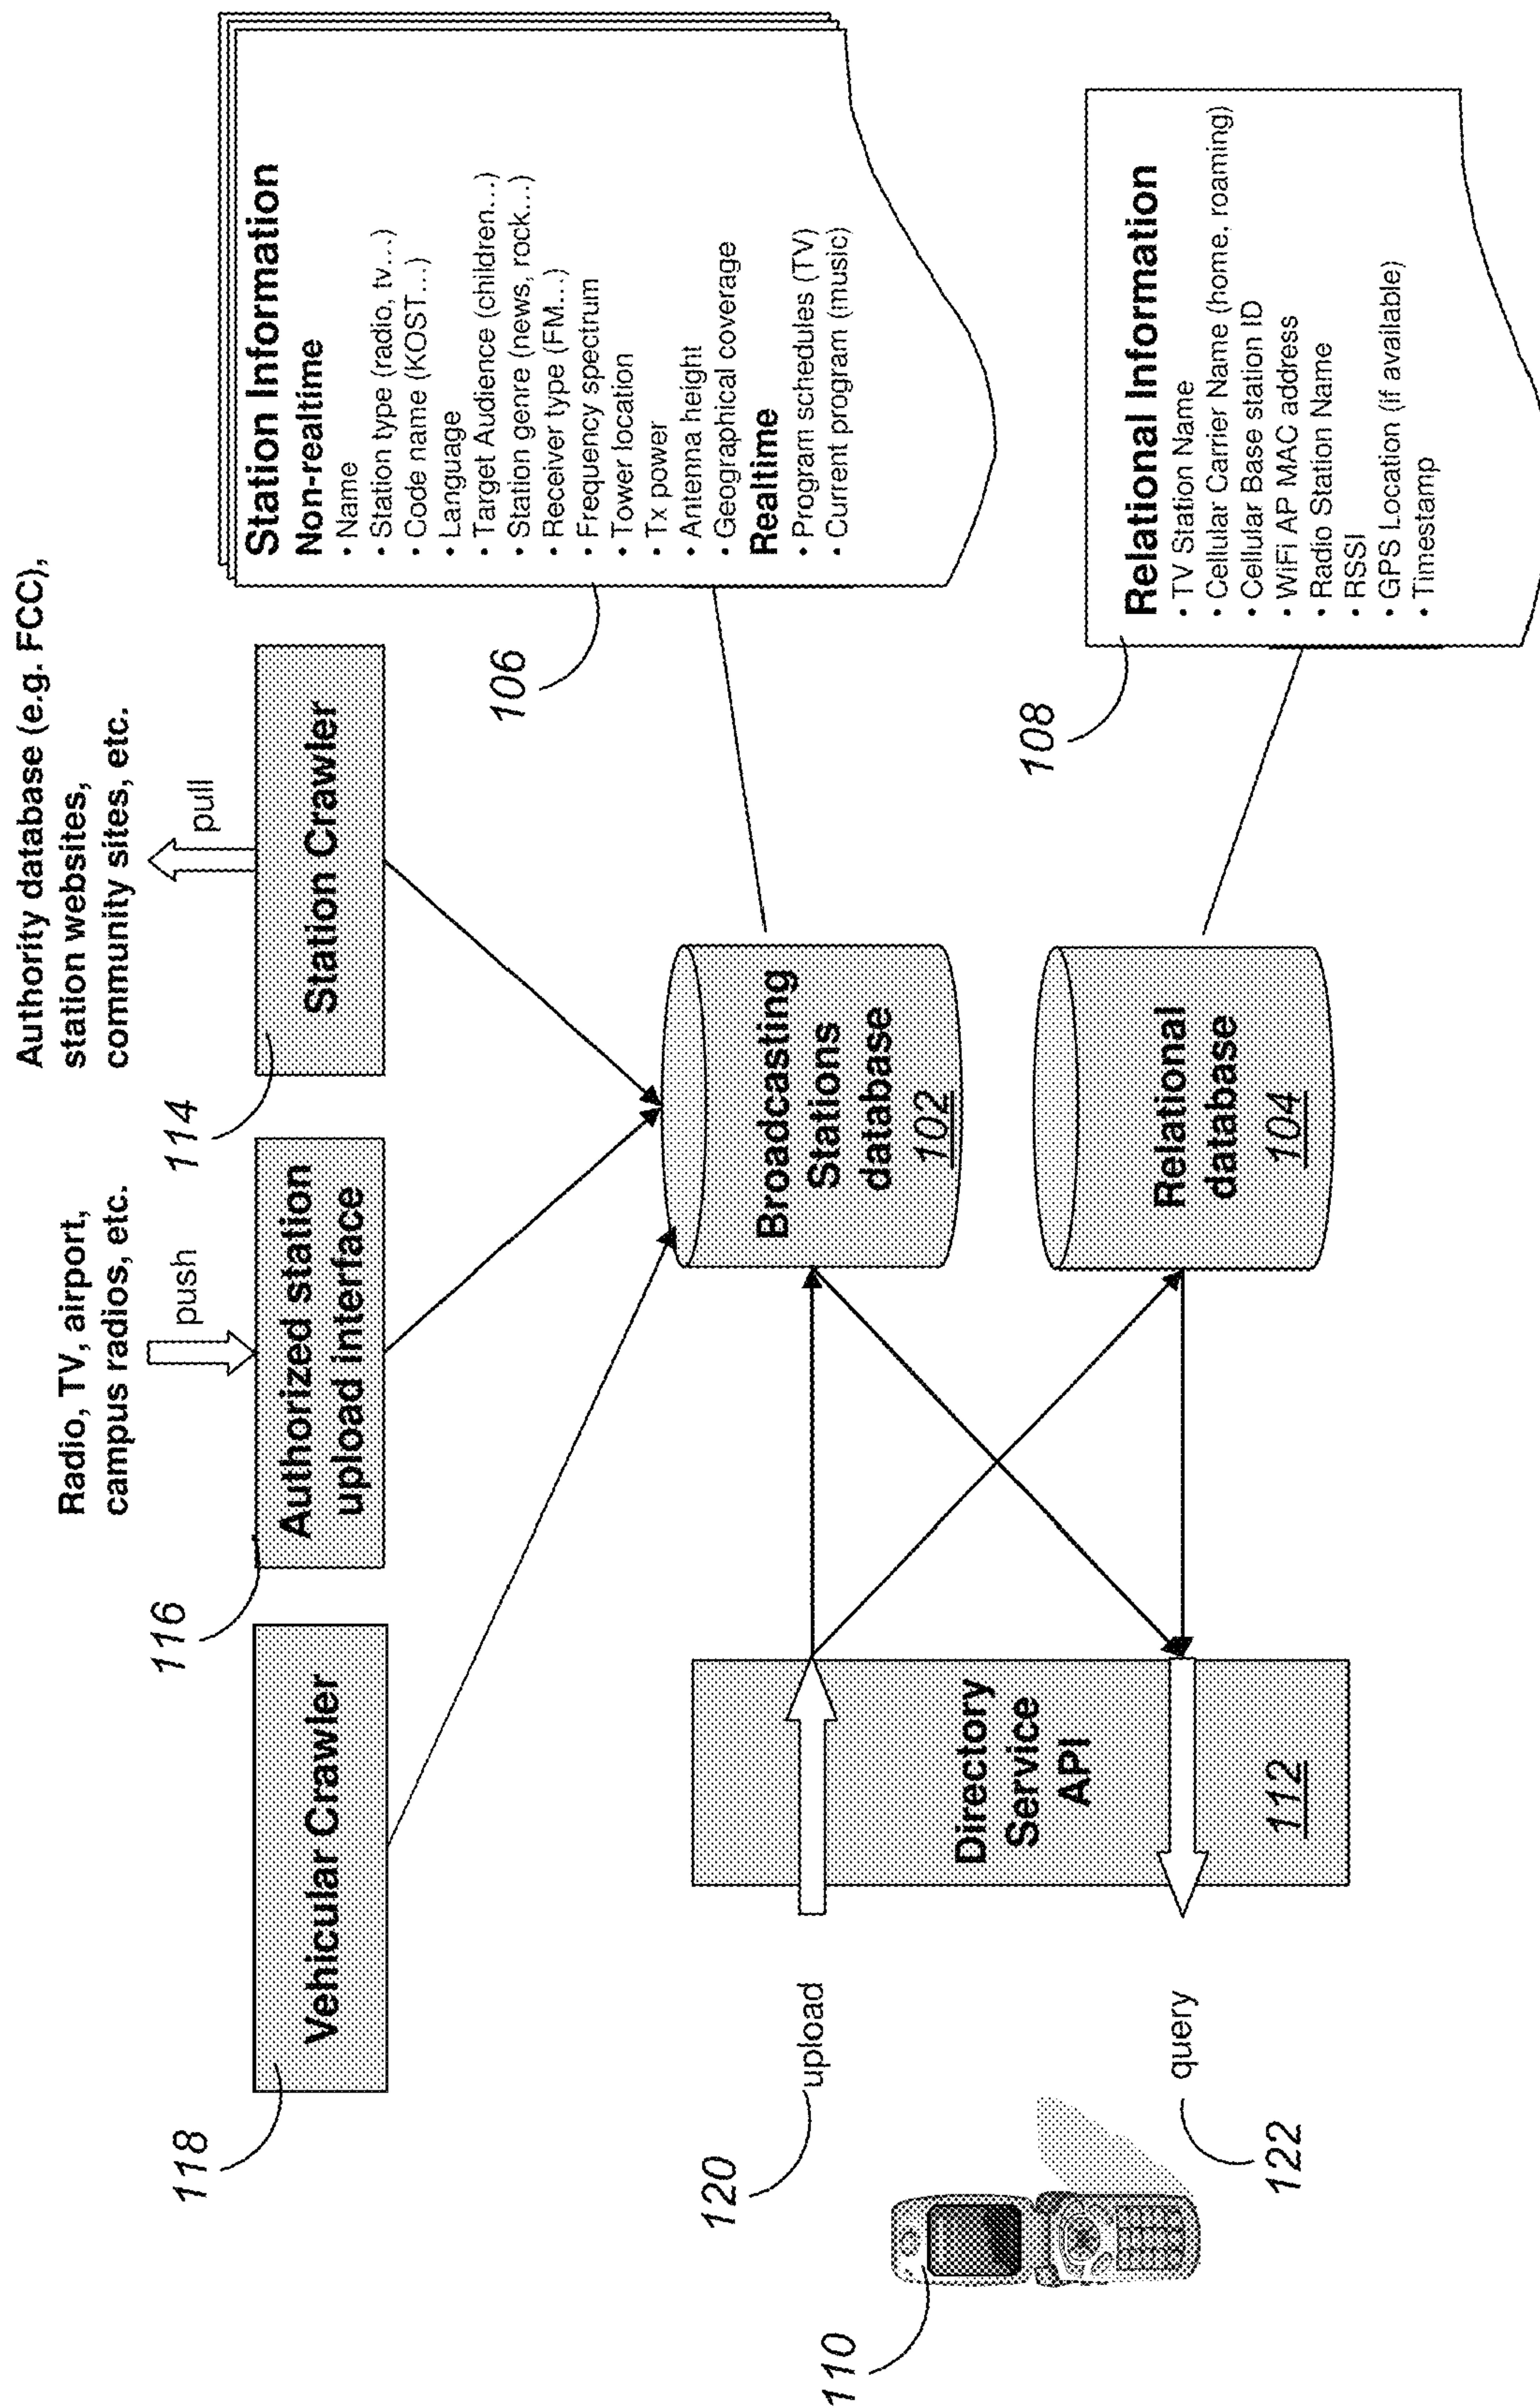 Authority database (e.g. FCC),
station websites,
community sites, etc.
pull
Radio, TV, airport,
campus radios, etc.
push
118
Vehicular Crawler
116
Authorized station
upload interface
114
Station Crawler
106
Station Information
Non-realtime
• Name
• Station type (radio, tv...)
• Code name (KOST...)
• Language
• Target Audience (children...)
• Station genre (news, rock...)
• Receiver type (FM...)
• Frequency spectrum
• Tower location
• Tx power
• Antenna height
• Geographical coverage
Realtime
• Program schedules (TV)
• Current program (music)
120
upload
110
query
122
Directory
Service
API
112
Broadcasting
Stations
database
102
Relational
database
104
108
Relational Information
• TV Station Name
• Cellular Carrier Name (home, roaming)
• Cellular Base station ID
• WiFi AP MAC address
• Radio Station Name
• RSSI
• GPS Location (if available)
• Timestamp